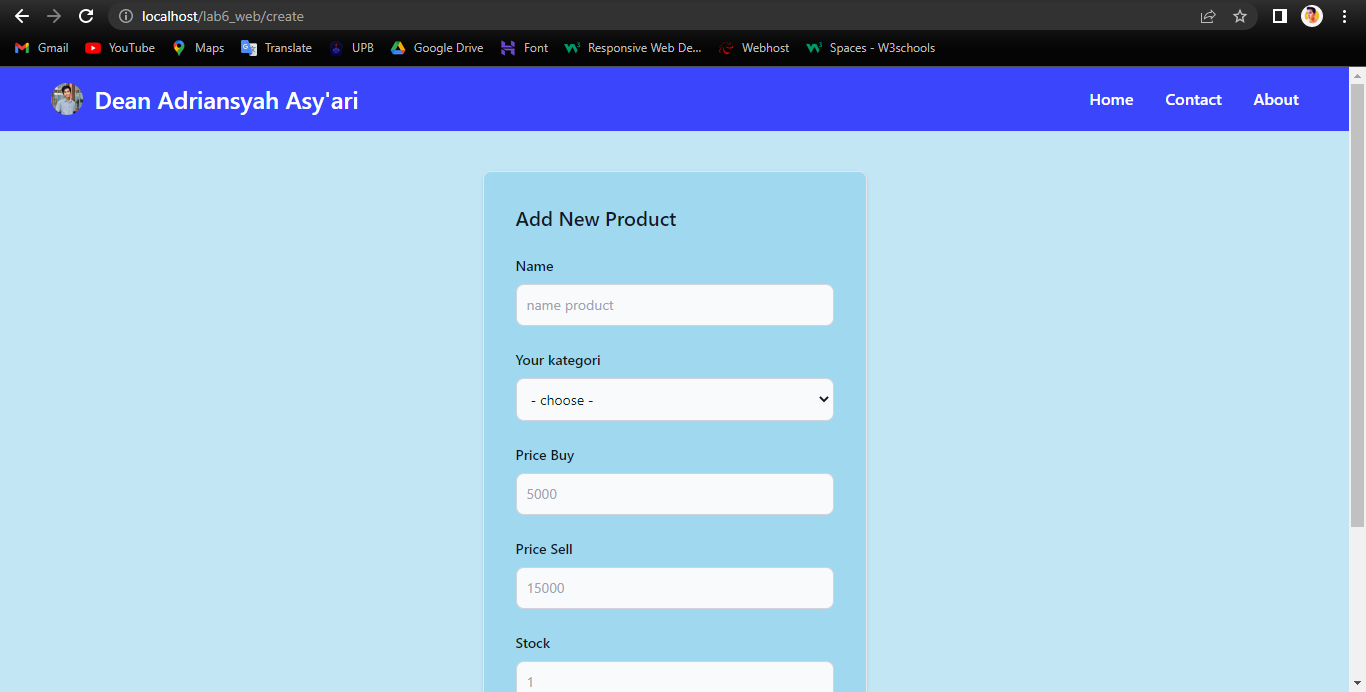 localhost/lab6_web/create
Gmail YouTube Maps Translate UPB Google Drive Font Responsive Web De... Webhost Spaces - W3schools
Dean Adriansyah Asy'ari Home Contact About
Add New Product
Name
name product
Your kategori
- choose -
Price Buy
5000
Price Sell
15000
Stock
1